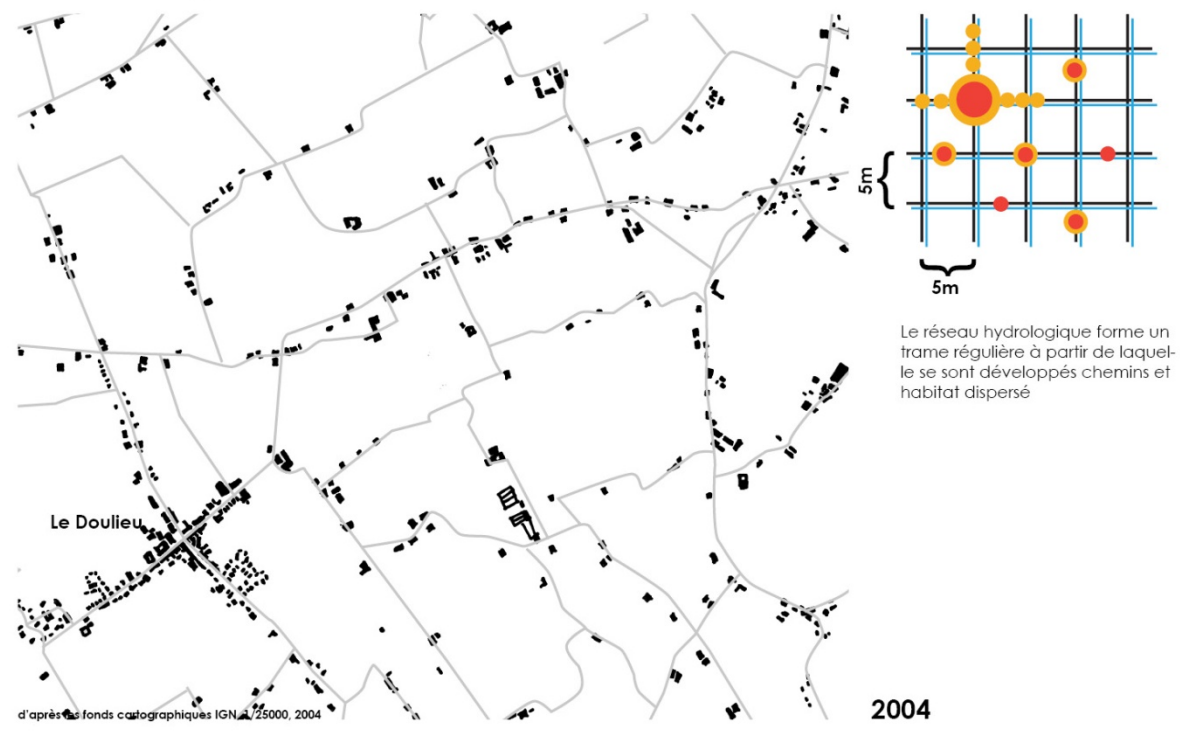 5m
5m
Le réseau hydrologique forme un
trame régulière à partir de laquel-
le se sont développés chemins et
habitat dispersé
Le Doulieu
d'après les fonds cartographiques IGN, 1/25000, 2004
2004